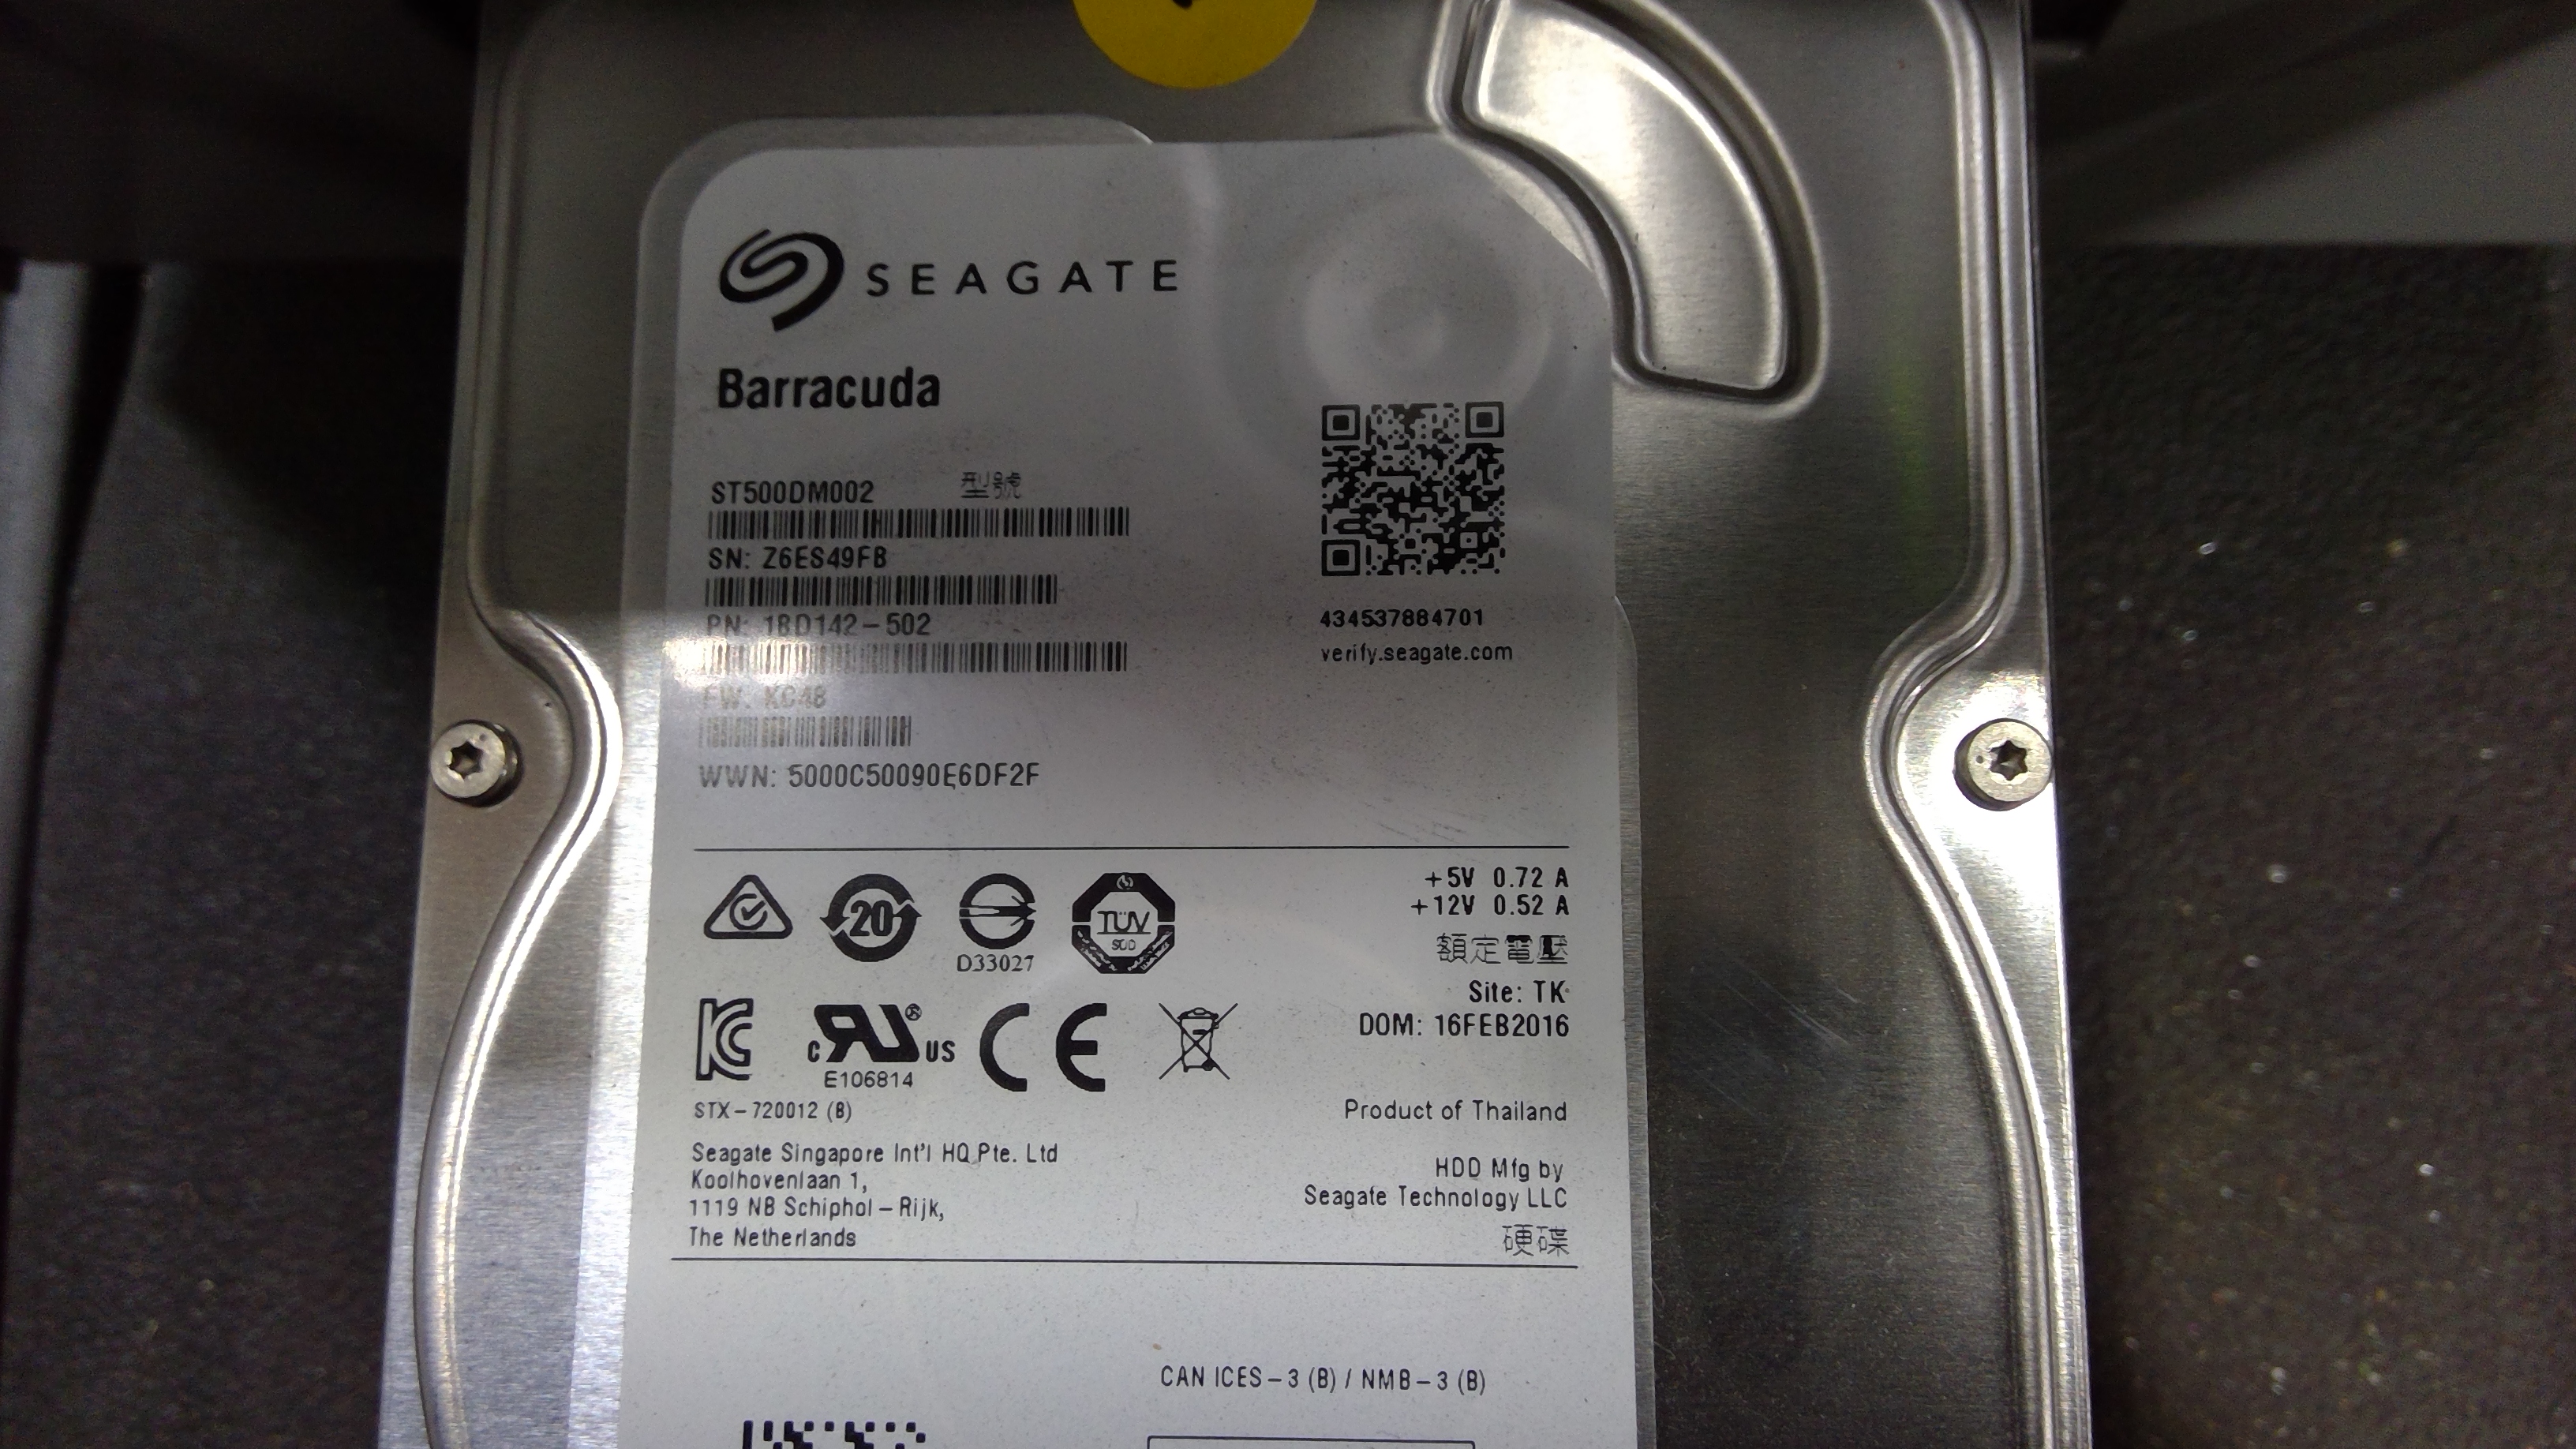 SEAGATE
Barracuda
ST500DM002 型號
SN: Z6ES49FB
PN: 1BD142-502
FW: KC48
WWN: 5000C50090E6DF2F
434537884701
verify.seagate.com
+5V 0.72 A
+12V 0.52 A
額定電壓
Site: TK
DOM: 16FEB2016
20
D33027
TÜV
SÜD
c RU® US
E106814
CE
STX-720012 (B)
Product of Thailand
Seagate Singapore Int'l HQ Pte. Ltd
Koolhovenlaan 1,
1119 NB Schiphol-Rijk,
The Netherlands
HDD Mfg by
Seagate Technology LLC
硬碟
CAN ICES-3 (B) / NMB-3 (B)